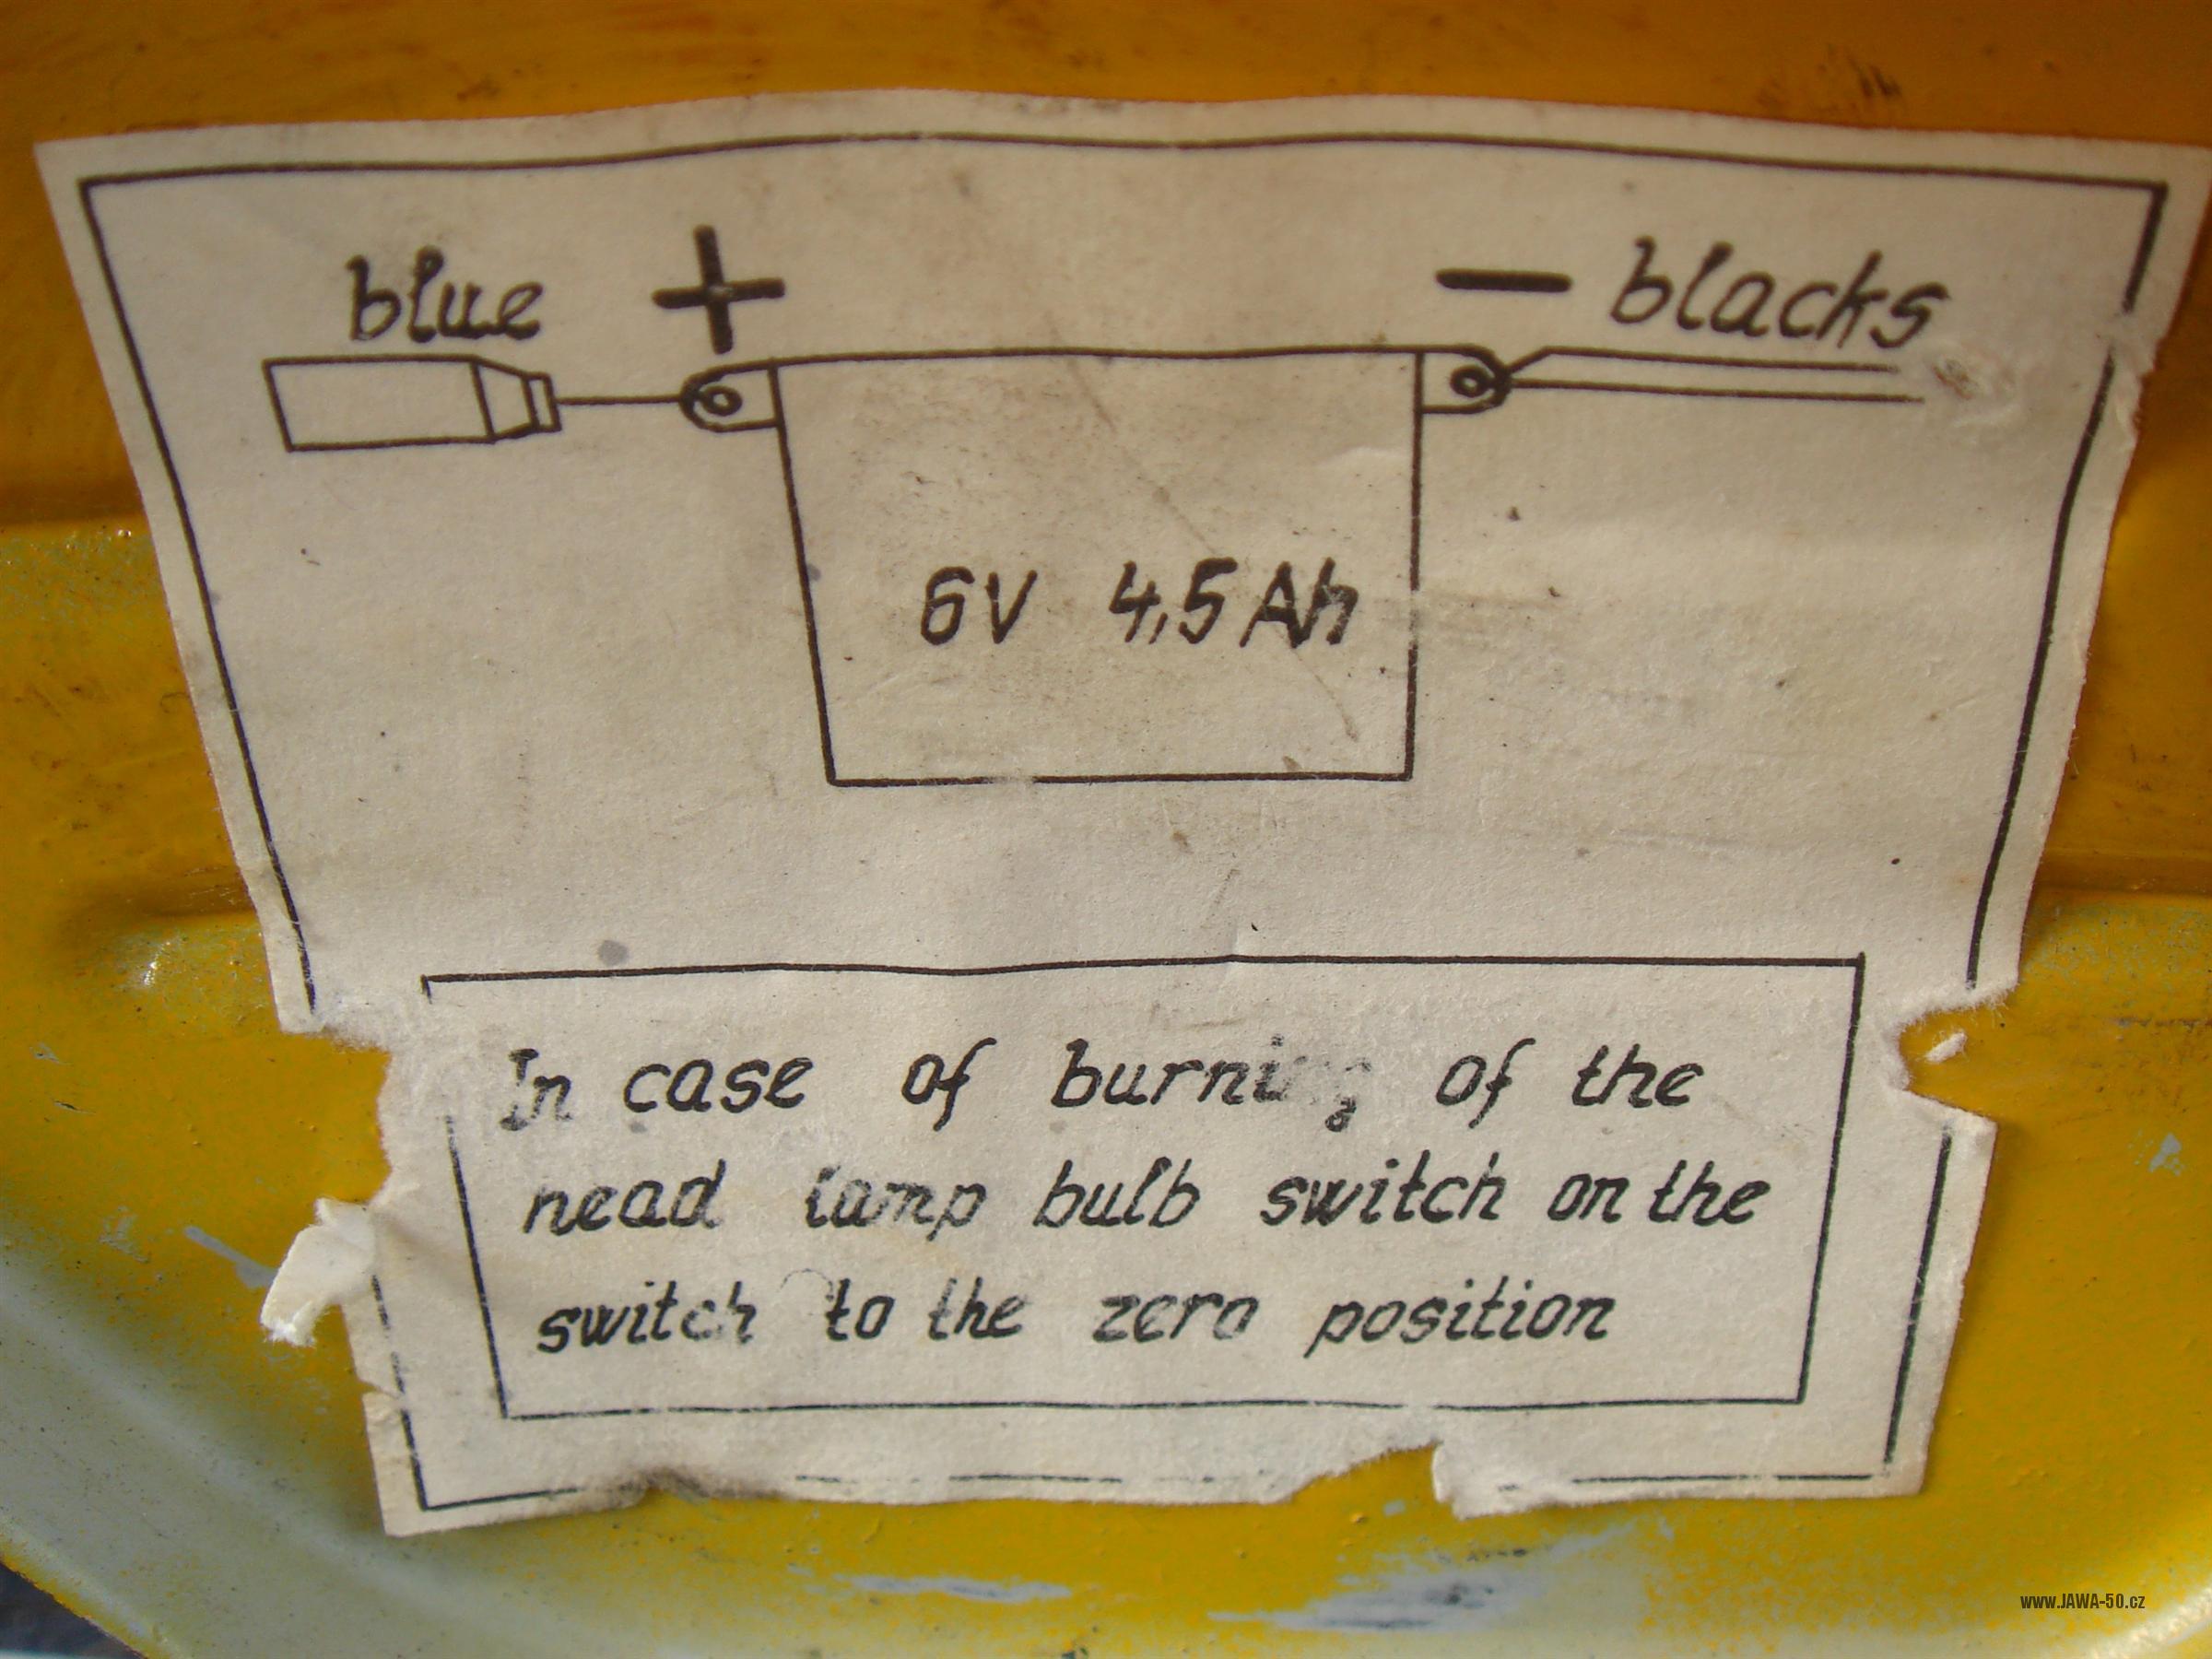 blue + − blacks
6V 4,5 Ah
In case of burning of the
head lamp bulb switch on the
switch to the zero position
www.JAWA-50.cz